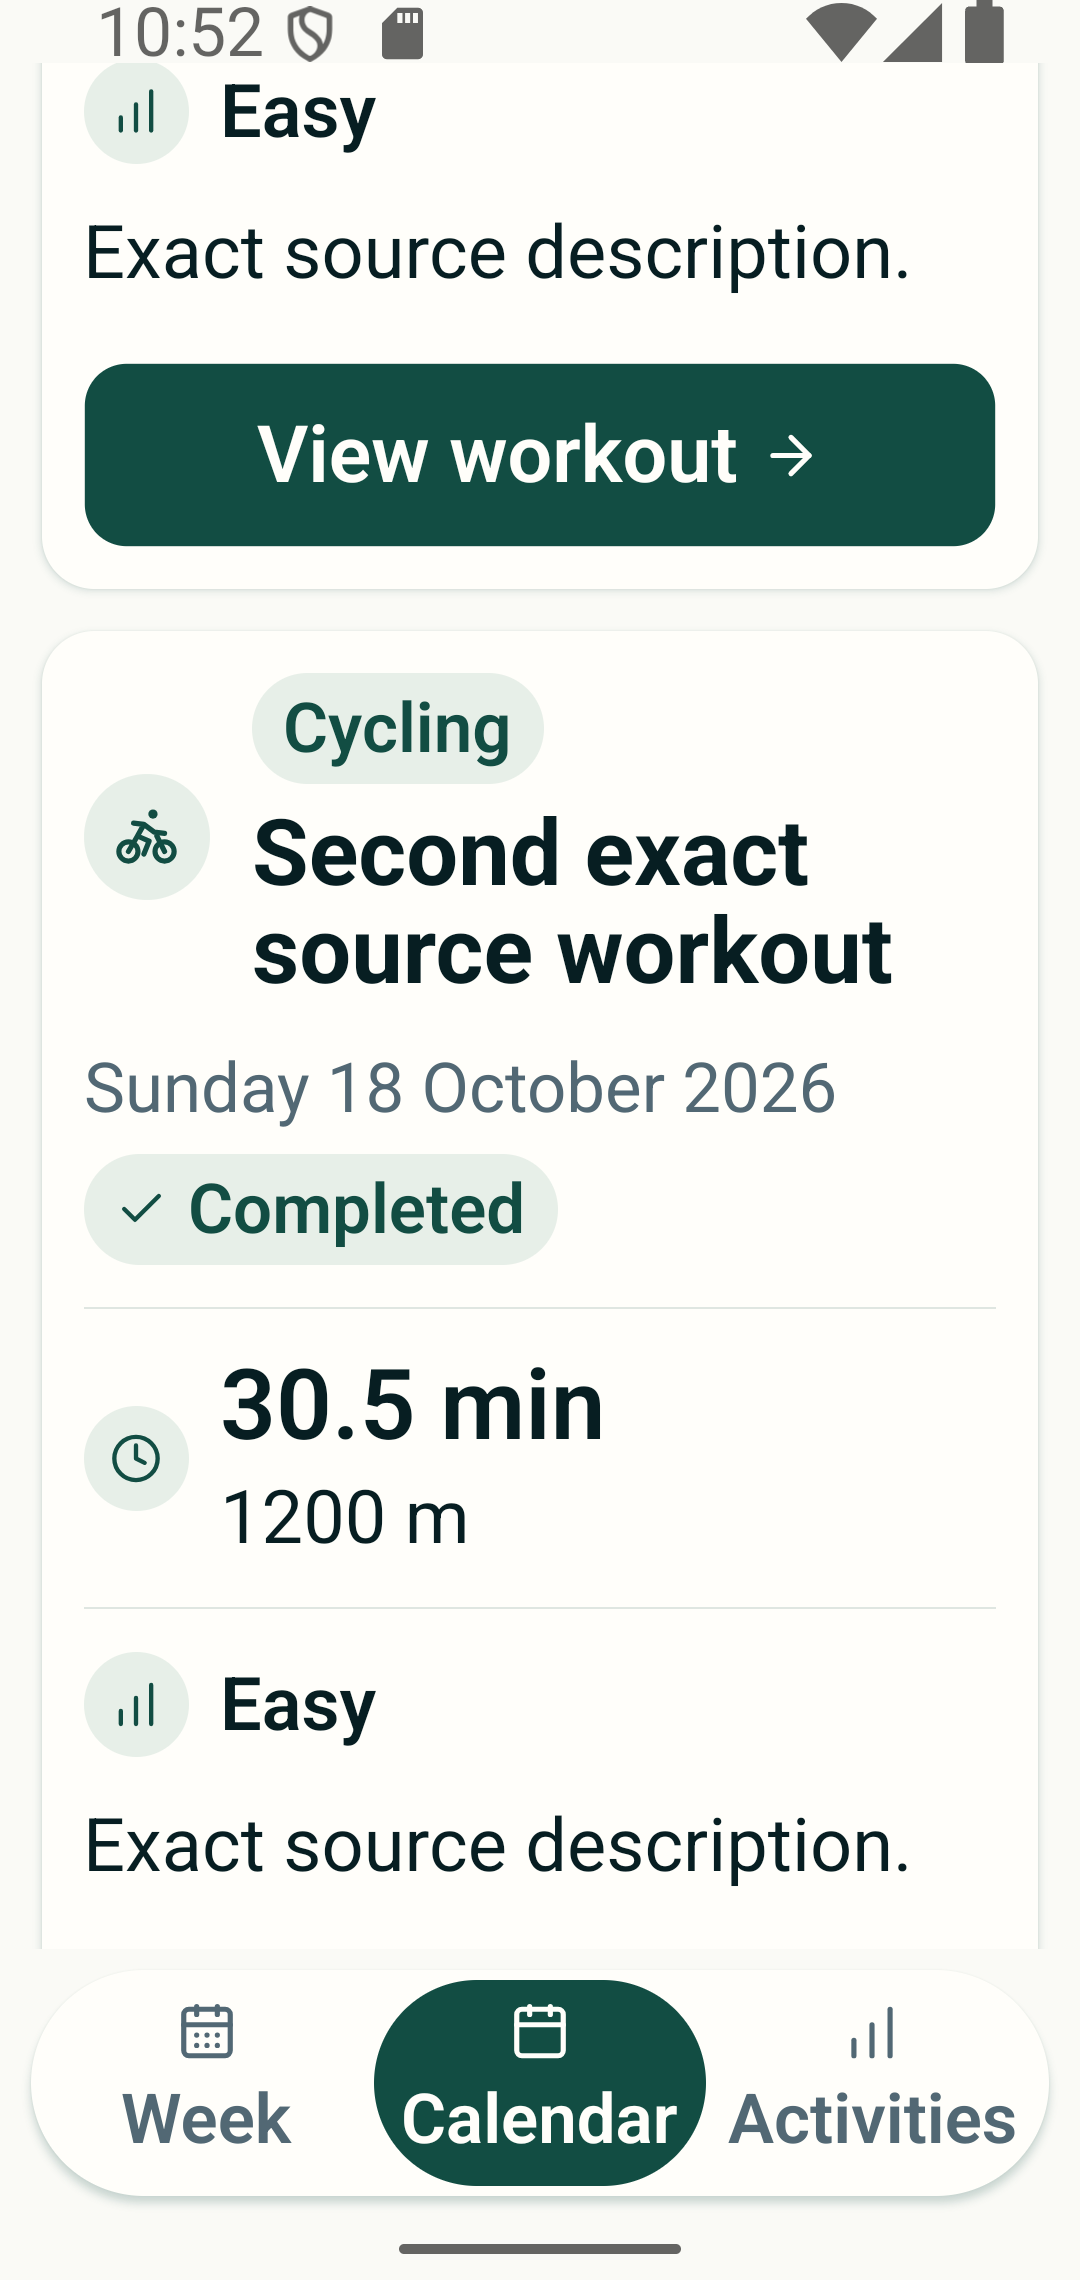 10:52
Easy
Exact source description.
View workout
Cycling
Second exact
source workout
Sunday 18 October 2026
Completed
30.5 min
1200 m
Easy
Exact source description.
Week
Calendar
Activities